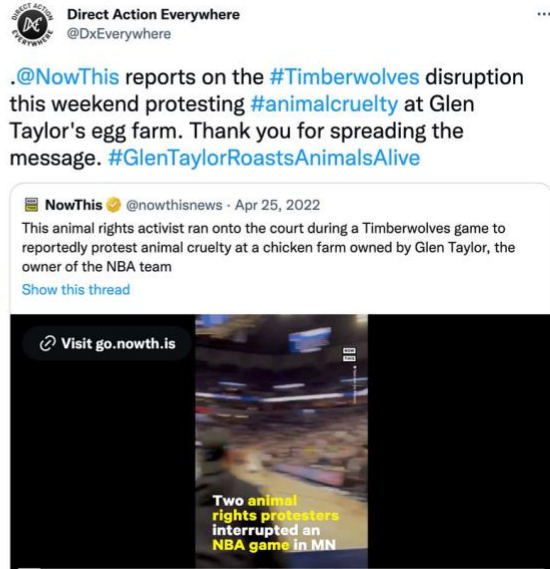 DIRECT ACTION EVERYWHERE
DXE
Direct Action Everywhere
@DxEverywhere
.@NowThis reports on the #Timberwolves disruption
this weekend protesting #animalcruelty at Glen
Taylor's egg farm. Thank you for spreading the
message. #GlenTaylorRoastsAnimalsAlive
NowThis @nowthisnews · Apr 25, 2022
This animal rights activist ran onto the court during a Timberwolves game to
reportedly protest animal cruelty at a chicken farm owned by Glen Taylor, the
owner of the NBA team
Show this thread
Visit go.nowth.is
NOW
THIS
Two animal
rights protesters
interrupted an
NBA game in MN